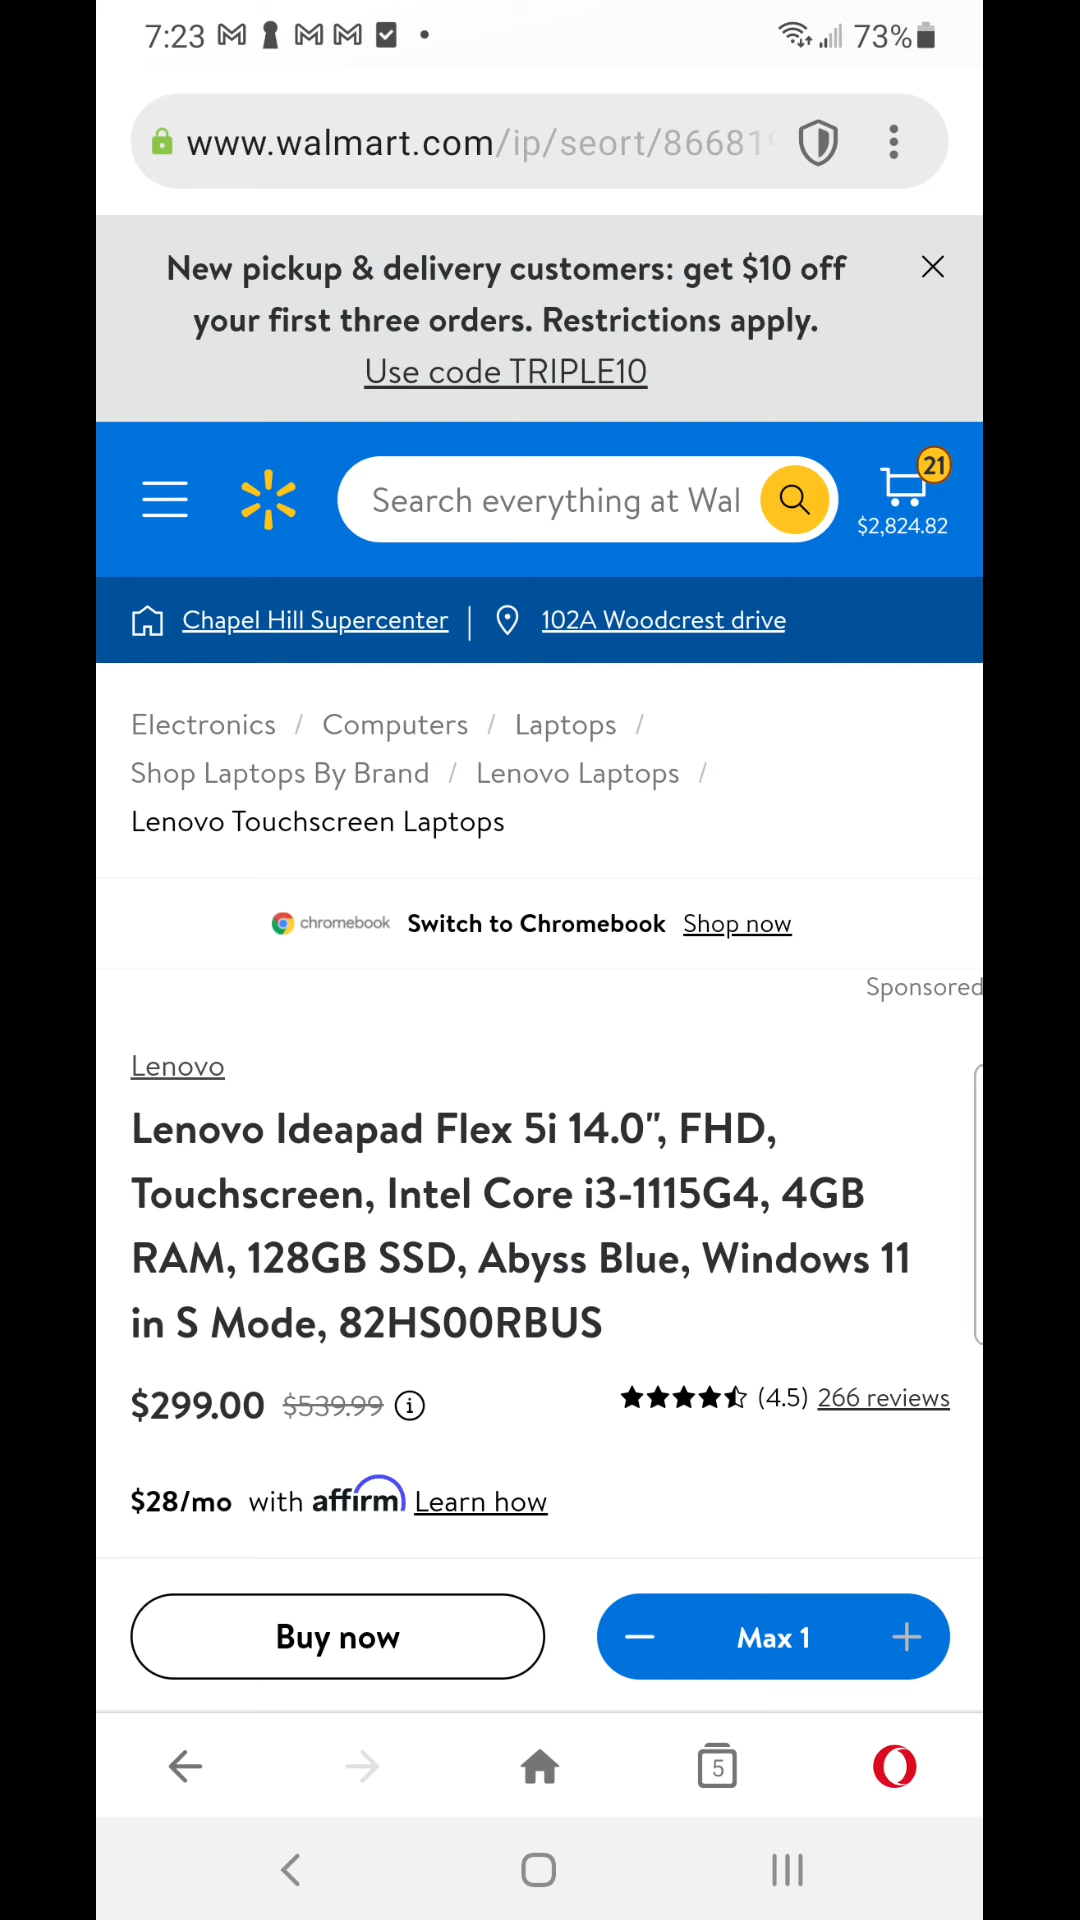 7:23 73%
www.walmart.com/ip/seort/86681
New pickup & delivery customers: get $10 off
your first three orders. Restrictions apply.
Use code TRIPLE10
Search everything at Wal
21
$2,824.82
Chapel Hill Supercenter | 102A Woodcrest drive
Electronics / Computers / Laptops /
Shop Laptops By Brand / Lenovo Laptops /
Lenovo Touchscreen Laptops
chromebook Switch to Chromebook Shop now
Sponsored
Lenovo
Lenovo Ideapad Flex 5i 14.0", FHD,
Touchscreen, Intel Core i3-1115G4, 4GB
RAM, 128GB SSD, Abyss Blue, Windows 11
in S Mode, 82HS00RBUS
$299.00 $539.99 (4.5) 266 reviews
$28/mo with affirm Learn how
Buy now − Max 1 +
5